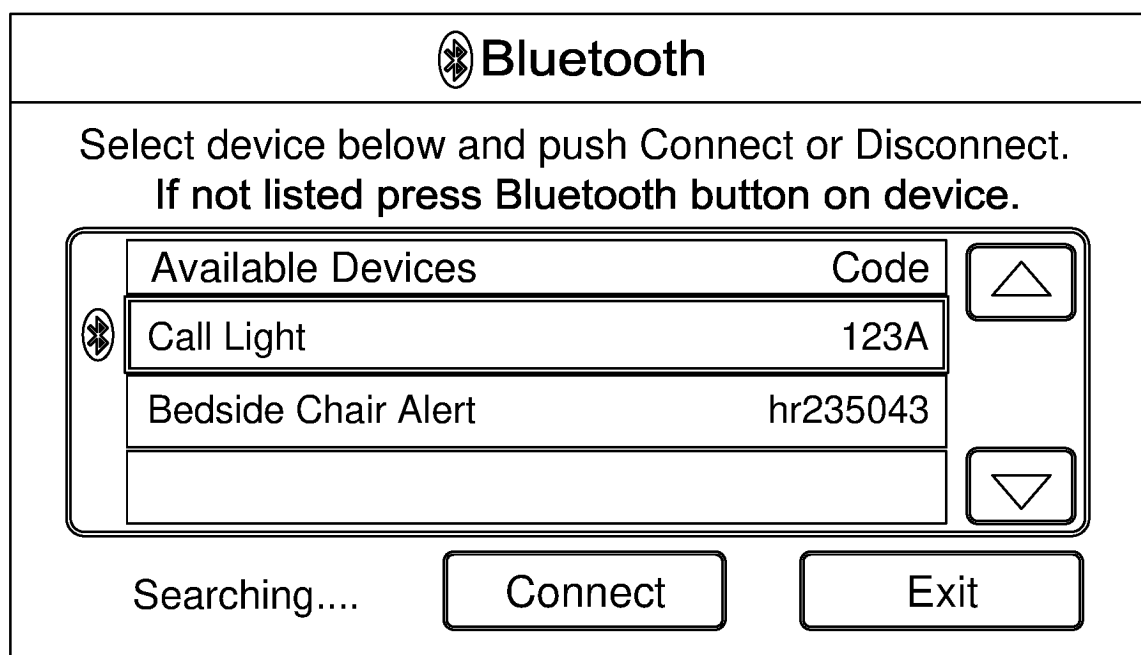 Bluetooth
Select device below and push Connect or Disconnect.
If not listed press Bluetooth button on device.
Available Devices Code
Call Light 123A
Bedside Chair Alert hr235043
Searching.... Connect Exit